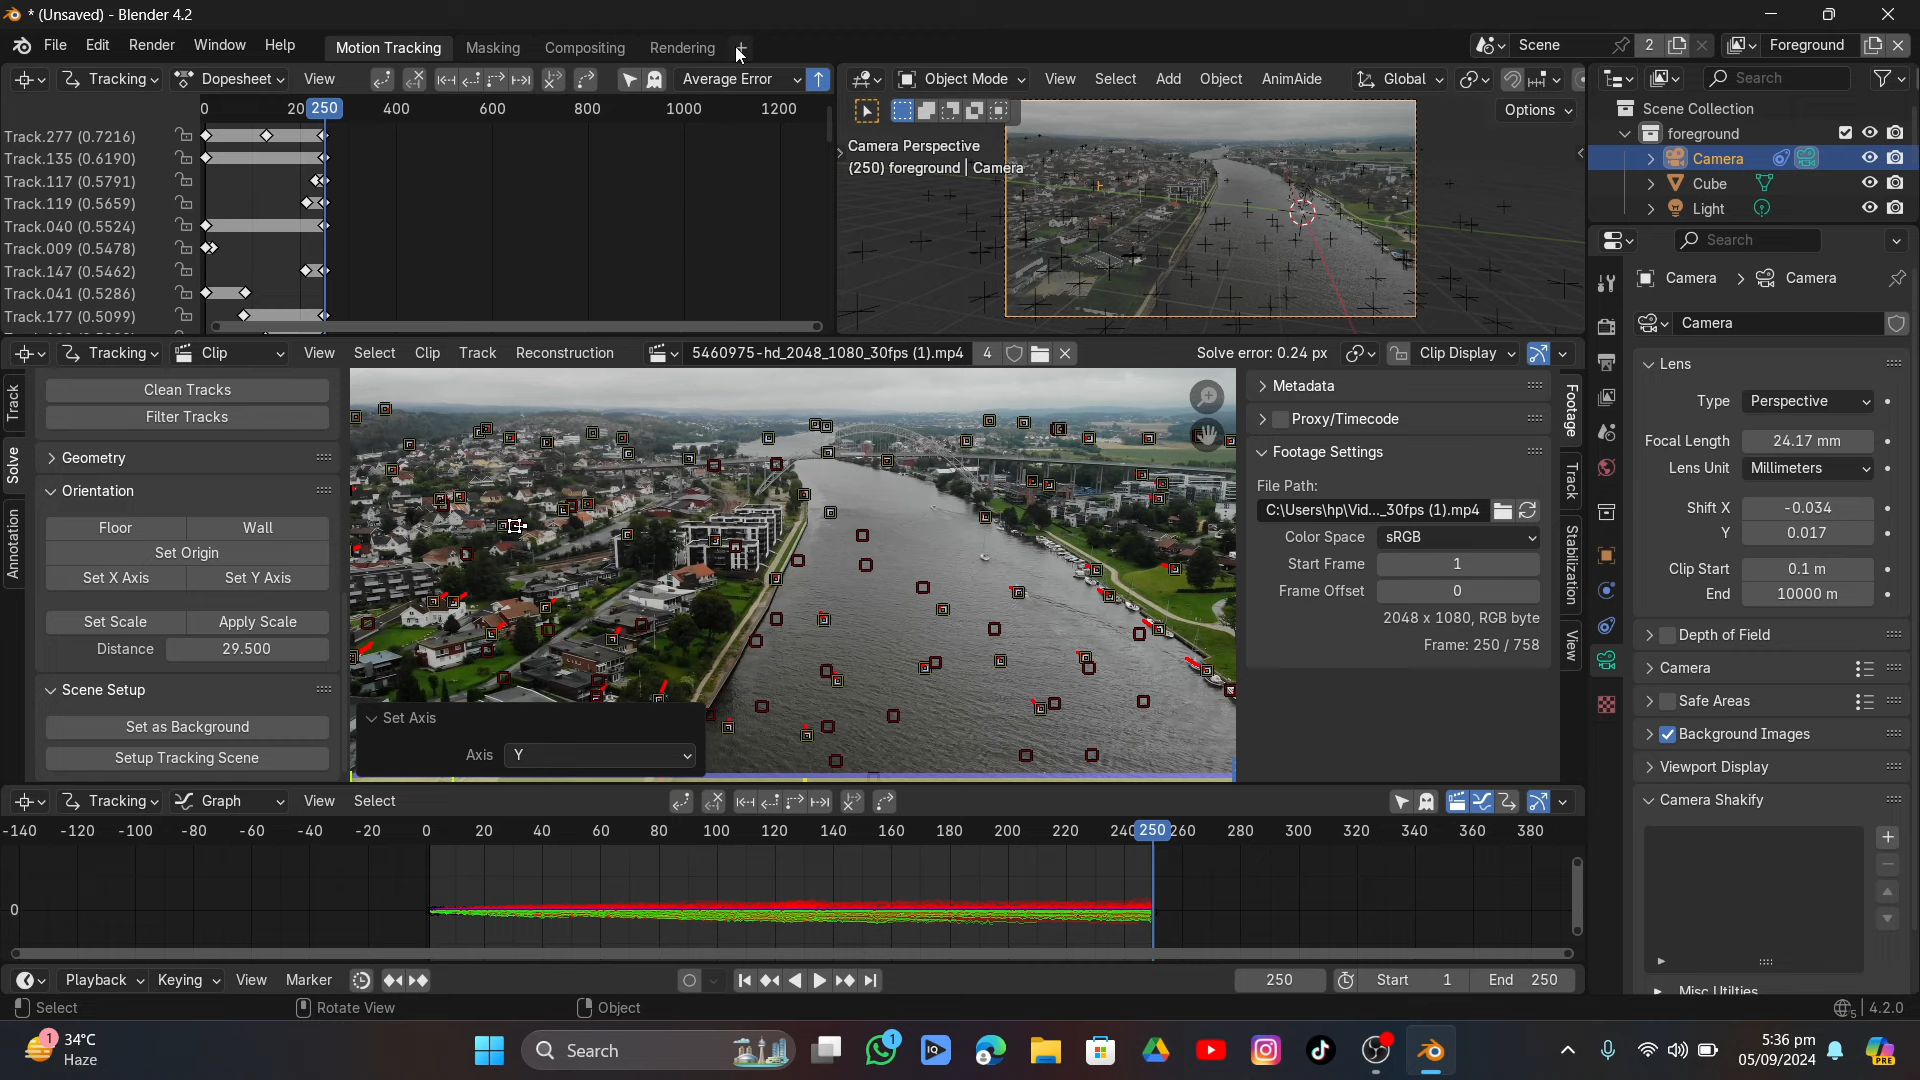 * (Unsaved) - Blender 4.2
File Edit Render Window Help Motion Tracking Masking Compositing Rendering + Scene 2 Foreground
Tracking Dopesheet View Average Error
0 20 250 400 600 800 1000 1200
Track.277 (0.7216)
Track.135 (0.6190)
Track.117 (0.5791)
Track.119 (0.5659)
Track.040 (0.5524)
Track.009 (0.5478)
Track.147 (0.5462)
Track.041 (0.5286)
Track.177 (0.5099)
Object Mode View Select Add Object AnimAide Global
Options
Camera Perspective
(250) foreground | Camera
Search
Scene Collection
foreground
Camera
Cube
Light
Search
Camera > Camera
Camera
Lens
Type Perspective
Focal Length 24.17 mm
Lens Unit Millimeters
Shift X -0.034
Y 0.017
Clip Start 0.1 m
End 10000 m
Depth of Field
Camera
Safe Areas
Background Images
Viewport Display
Camera Shakify
Misc Utilties
Tracking Clip View Select Clip Track Reconstruction 5460975-hd_2048_1080_30fps (1).mp4 4 Solve error: 0.24 px Clip Display
Track
Solve
Annotation
Clean Tracks
Filter Tracks
Geometry
Orientation
Floor Wall
Set Origin
Set X Axis Set Y Axis
Set Scale Apply Scale
Distance 29.500
Scene Setup
Set as Background
Setup Tracking Scene
Set Axis
Axis Y
Metadata
Proxy/Timecode
Footage Settings
File Path:
C:\Users\hp\Vid..._30fps (1).mp4
Color Space sRGB
Start Frame 1
Frame Offset 0
2048 x 1080, RGB byte
Frame: 250 / 758
Footage
Track
Stabilization
View
Tracking Graph View Select
-140 -120 -100 -80 -60 -40 -20 0 20 40 60 80 100 120 140 160 180 200 220 240 250 260 280 300 320 340 360 380
0
Playback Keying View Marker 250 Start 1 End 250
Select Rotate View Object 5 4.2.0
1 34°C
Haze
Search
1
IQ
PRE
5:36 pm
05/09/2024